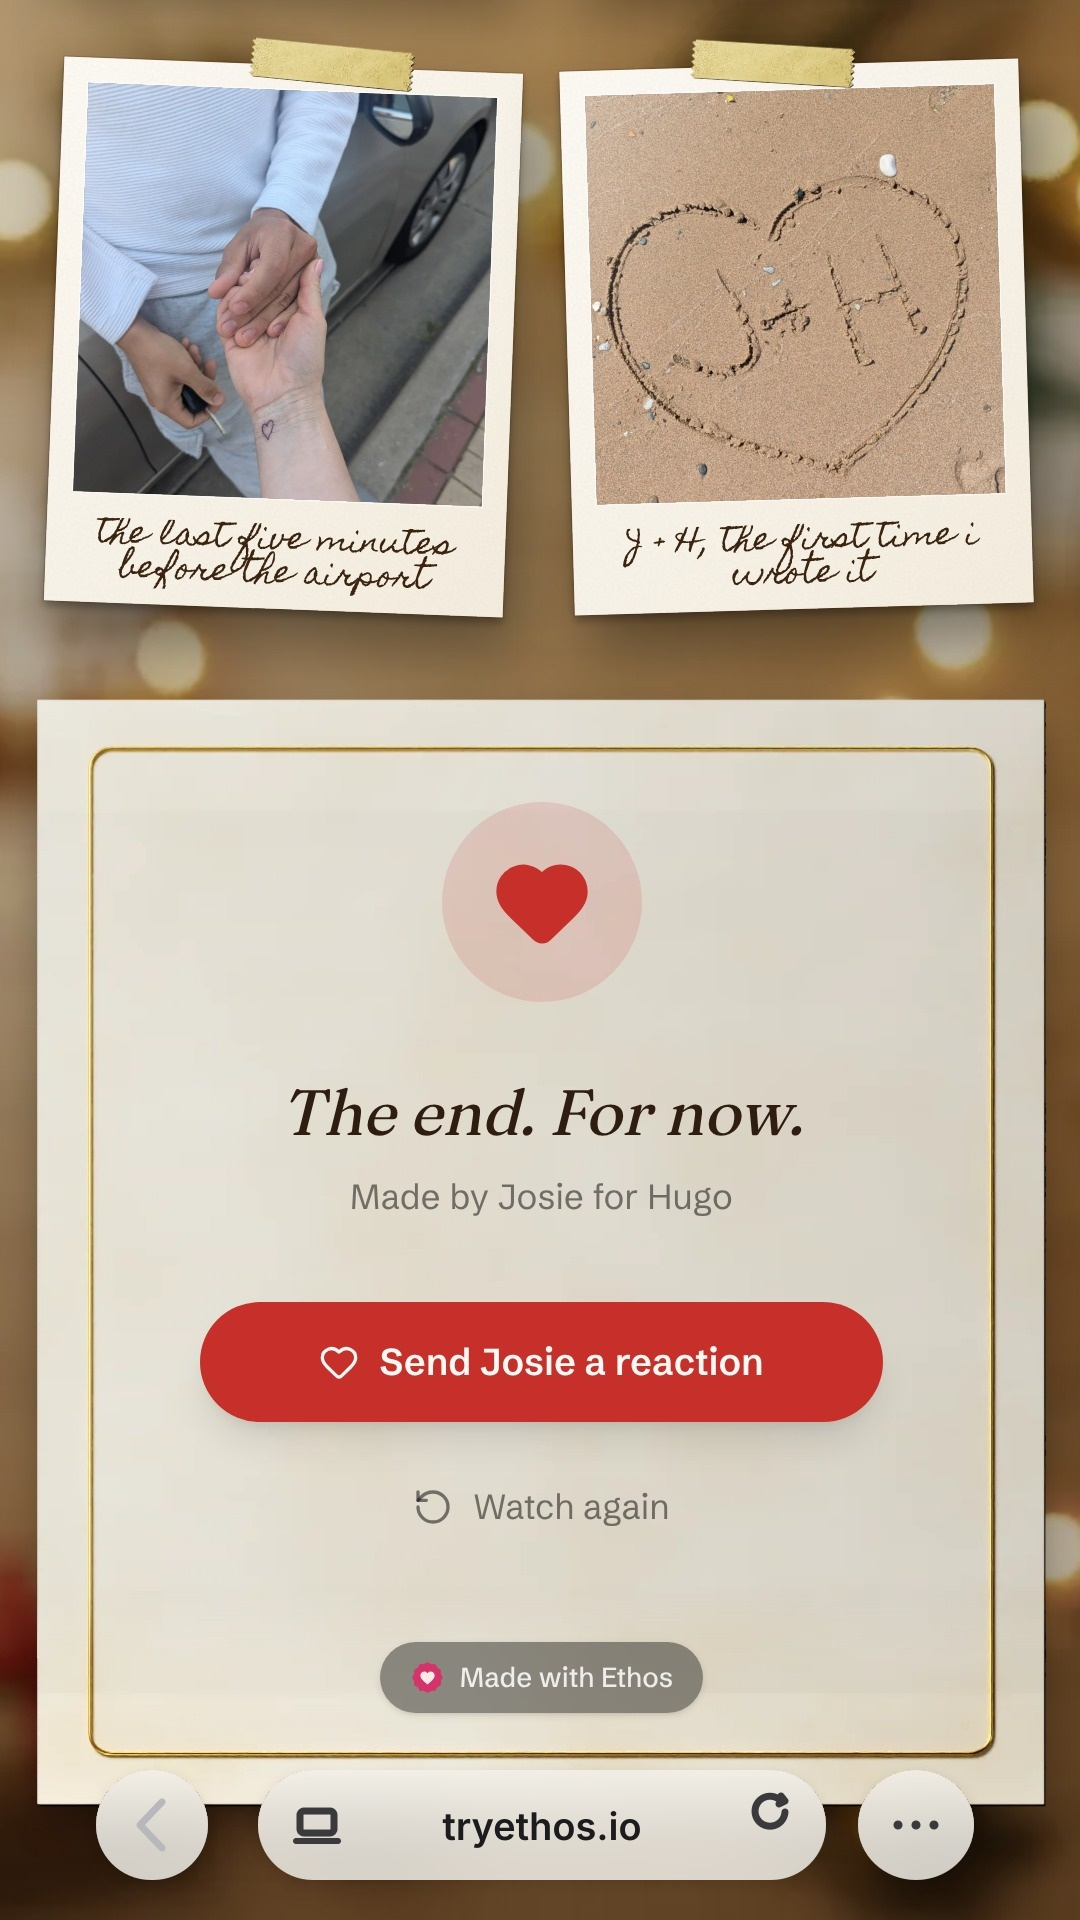 the last five minutes
before the airport
J + H
J + H, the first time i
wrote it
The end. For now.
Made by Josie for Hugo
Send Josie a reaction
Watch again
Made with Ethos
tryethos.io